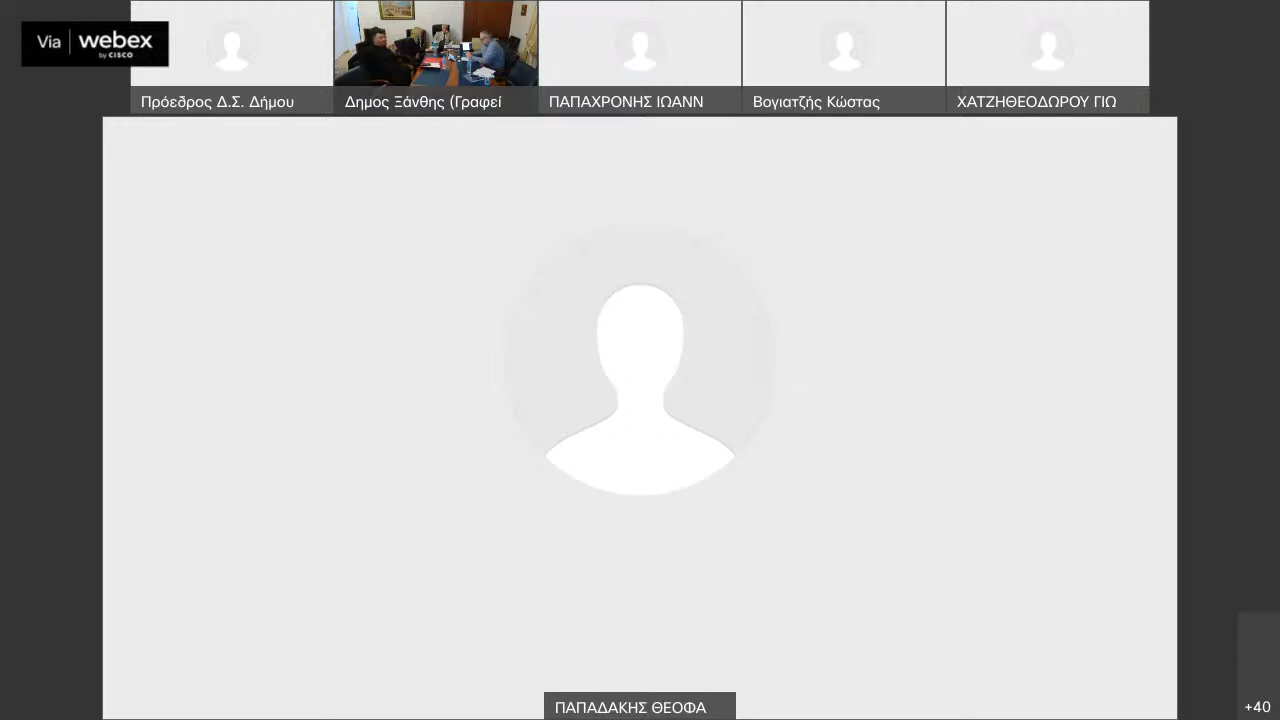 Via webex
by CISCO
Πρόεδρος Δ.Σ. Δήμου
Δημος Ξάνθης (Γραφεί
ΠΑΠΑΧΡΟΝΗΣ ΙΩΑΝΝ
Βογιατζής Κώστας
ΧΑΤΖΗΘΕΟΔΩΡΟΥ ΓΙΩ
ΠΑΠΑΔΑΚΗΣ ΘΕΟΦΑ
+40